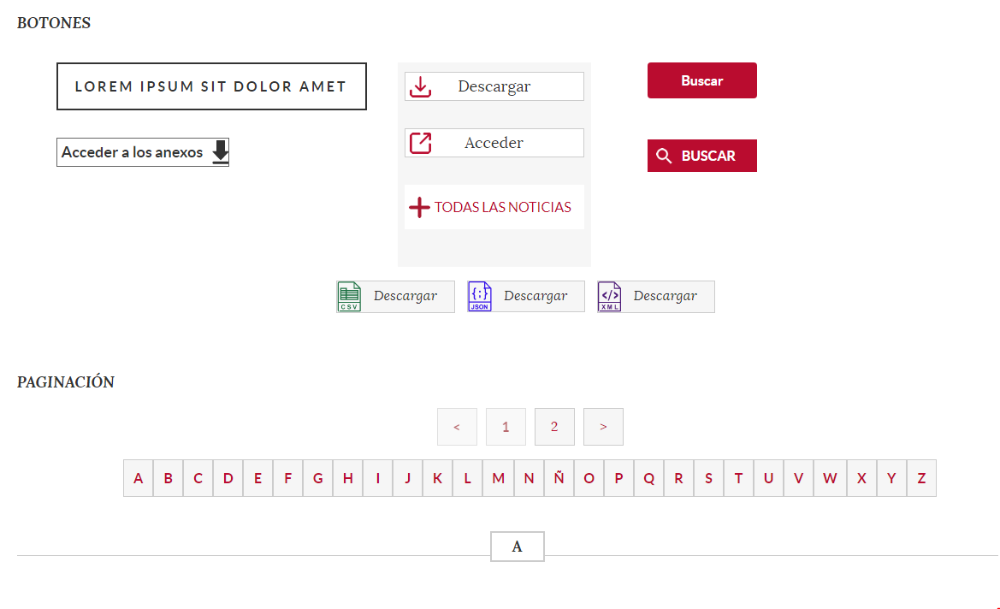 BOTONES
LOREM IPSUM SIT DOLOR AMET
Descargar
Buscar
Acceder a los anexos
Acceder
BUSCAR
TODAS LAS NOTICIAS
CSV Descargar
{:} JSON Descargar
</> XML Descargar
PAGINACIÓN
< 1 2 >
A B C D E F G H I J K L M N Ñ O P Q R S T U V W X Y Z
A